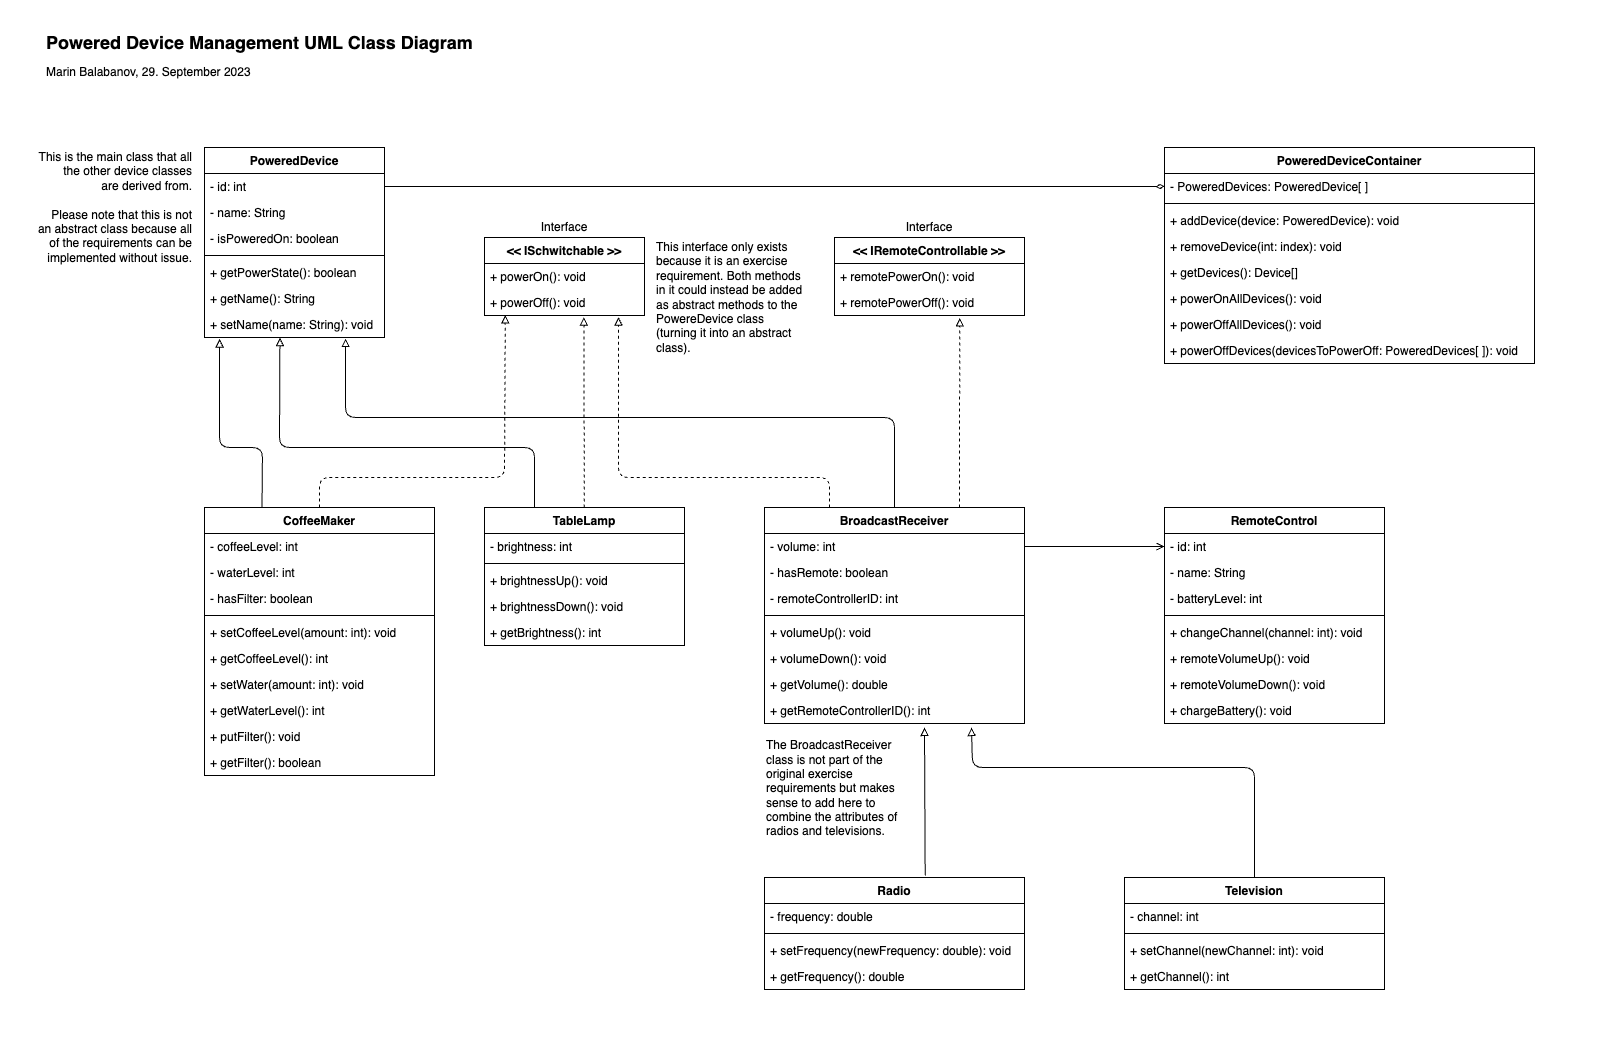 Powered Device Management UML Class Diagram
Marin Balabanov, 29. September 2023
This is the main class that all
the other device classes
are derived from.
Please note that this is not
an abstract class because all
of the requirements can be
implemented without issue.
PoweredDevice
- id: int
- name: String
- isPoweredOn: boolean
+ getPowerState(): boolean
+ getName(): String
+ setName(name: String): void
Interface
<< ISchwitchable >>
+ powerOn(): void
+ powerOff(): void
This interface only exists
because it is an exercise
requirement. Both methods
in it could instead be added
as abstract methods to the
PowereDevice class
(turning it into an abstract
class).
Interface
<< IRemoteControllable >>
+ remotePowerOn(): void
+ remotePowerOff(): void
PoweredDeviceContainer
- PoweredDevices: PoweredDevice[ ]
+ addDevice(device: PoweredDevice): void
+ removeDevice(int: index): void
+ getDevices(): Device[]
+ powerOnAllDevices(): void
+ powerOffAllDevices(): void
+ powerOffDevices(devicesToPowerOff: PoweredDevices[ ]): void
CoffeeMaker
- coffeeLevel: int
- waterLevel: int
- hasFilter: boolean
+ setCoffeeLevel(amount: int): void
+ getCoffeeLevel(): int
+ setWater(amount: int): void
+ getWaterLevel(): int
+ putFilter(): void
+ getFilter(): boolean
TableLamp
- brightness: int
+ brightnessUp(): void
+ brightnessDown(): void
+ getBrightness(): int
BroadcastReceiver
- volume: int
- hasRemote: boolean
- remoteControllerID: int
+ volumeUp(): void
+ volumeDown(): void
+ getVolume(): double
+ getRemoteControllerID(): int
RemoteControl
- id: int
- name: String
- batteryLevel: int
+ changeChannel(channel: int): void
+ remoteVolumeUp(): void
+ remoteVolumeDown(): void
+ chargeBattery(): void
The BroadcastReceiver
class is not part of the
original exercise
requirements but makes
sense to add here to
combine the attributes of
radios and televisions.
Radio
- frequency: double
+ setFrequency(newFrequency: double): void
+ getFrequency(): double
Television
- channel: int
+ setChannel(newChannel: int): void
+ getChannel(): int